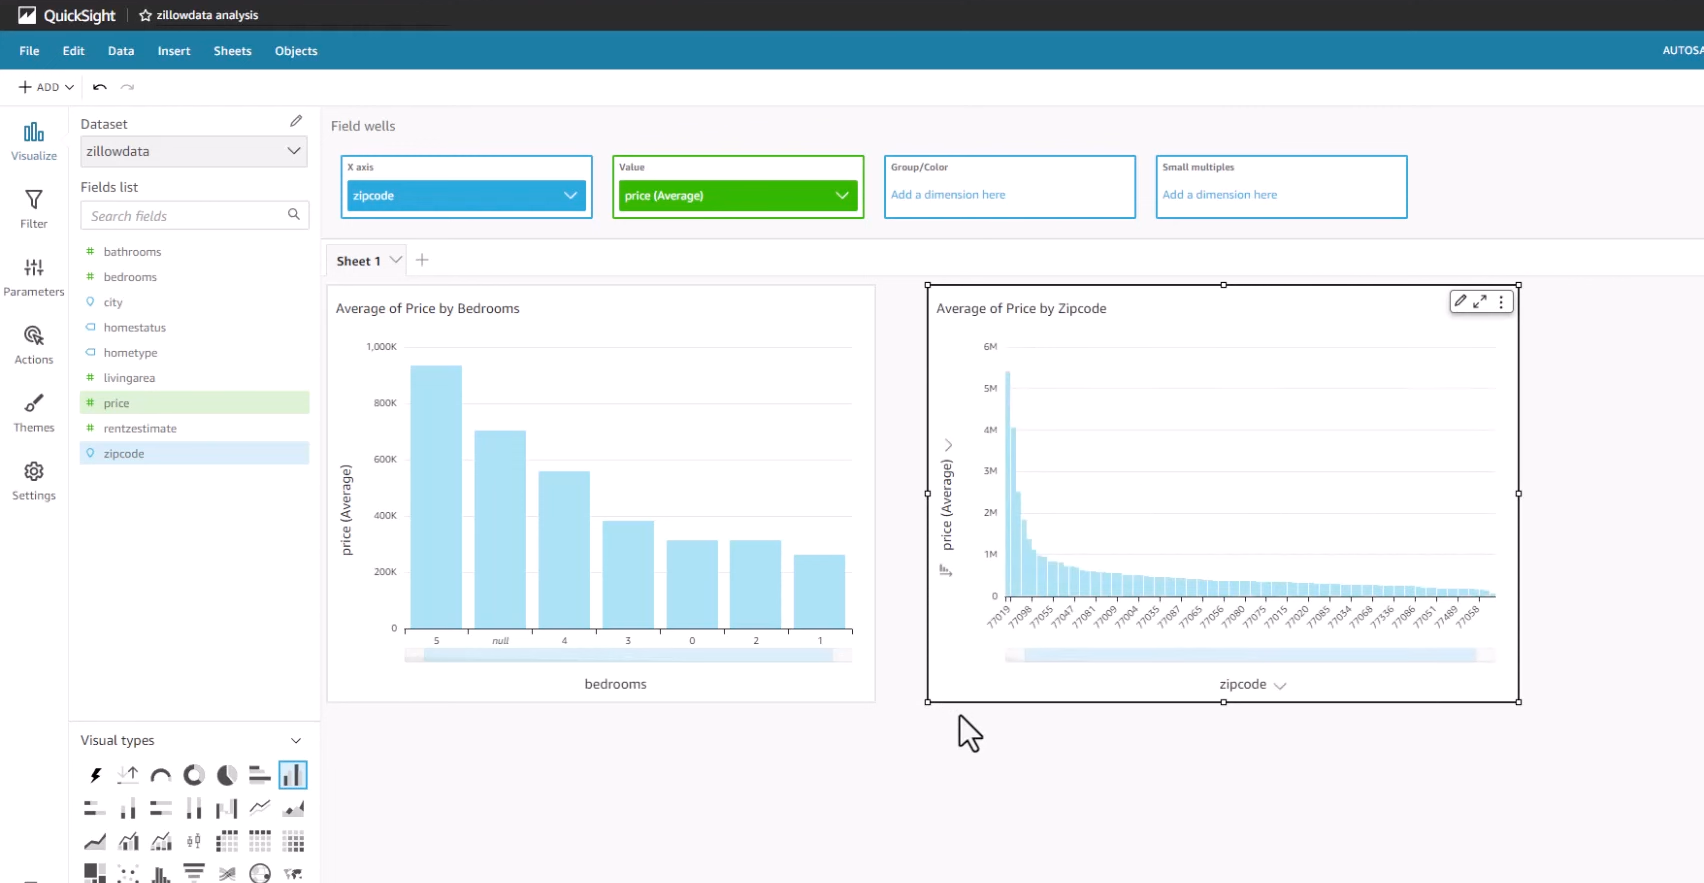 QuickSight
zillowdata analysis
File
Edit
Data
Insert
Sheets
Objects
AUTOSA
ADD
Visualize
Filter
Parameters
Actions
Themes
Settings
Dataset
zillowdata
Fields list
Search fields
# bathrooms
# bedrooms
city
homestatus
hometype
# livingarea
# price
# rentzestimate
zipcode
Visual types
Field wells
X axis
zipcode
Value
price (Average)
Group/Color
Add a dimension here
Small multiples
Add a dimension here
Sheet 1
Average of Price by Bedrooms
price (Average)
1,000K
800K
600K
400K
200K
0
5
null
4
3
0
2
1
bedrooms
Average of Price by Zipcode
price (Average)
6M
5M
4M
3M
2M
1M
0
77019
77098
77055
77047
77081
77009
77004
77035
77087
77065
77056
77080
77075
77015
77020
77085
77034
77068
77336
77086
77051
77489
77058
zipcode